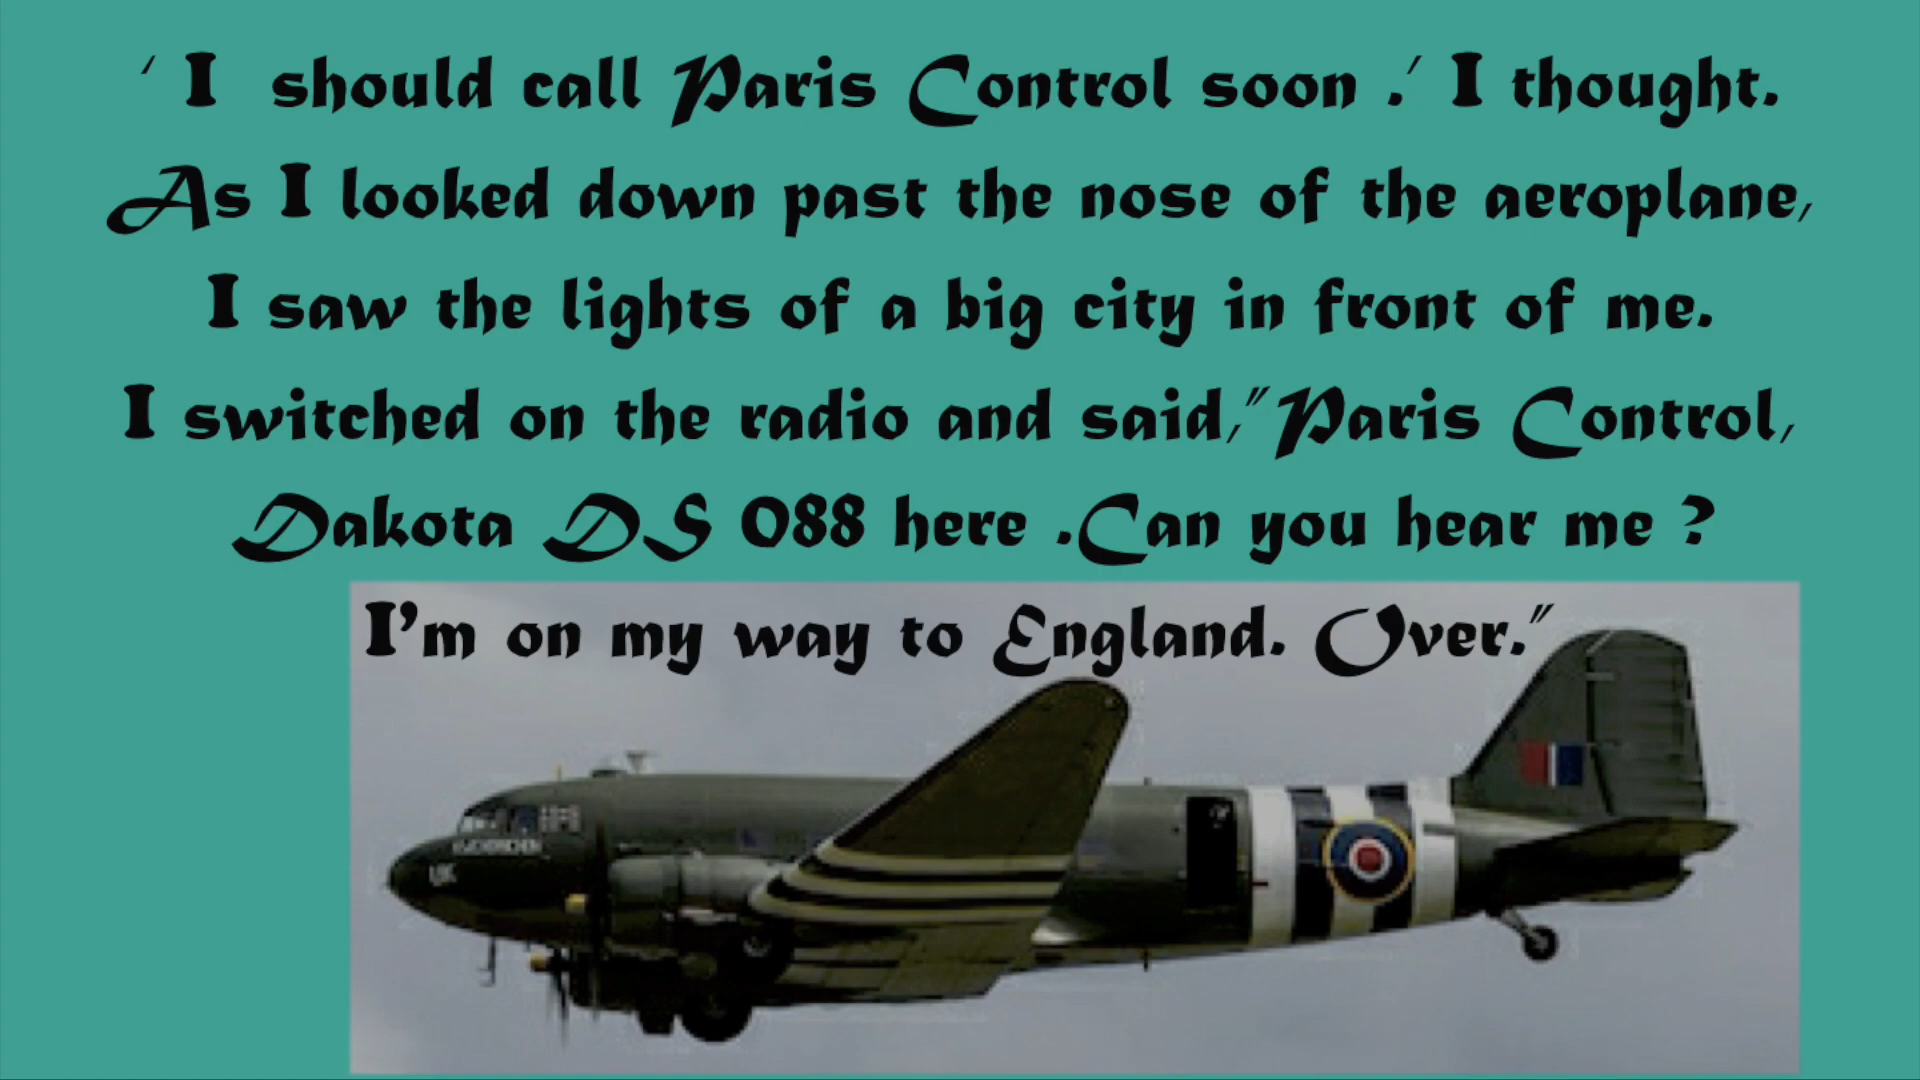 ' I should call Paris Control soon .' I thought.
As I looked down past the nose of the aeroplane,
I saw the lights of a big city in front of me.
I switched on the radio and said,"Paris Control,
Dakota DS 088 here .Can you hear me ?
I'm on my way to England. Over."